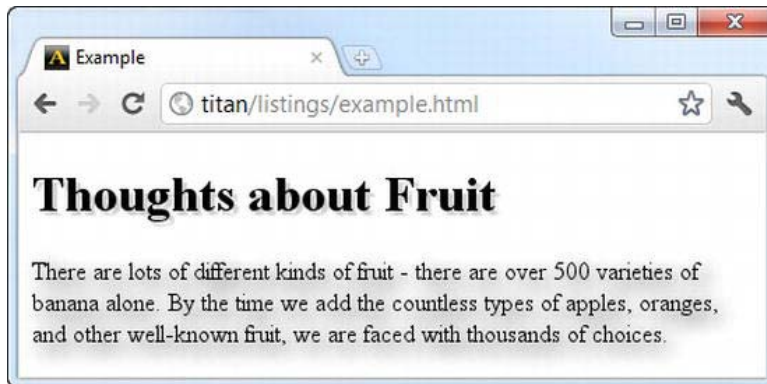 Example
titan/listings/example.html
Thoughts about Fruit
There are lots of different kinds of fruit - there are over 500 varieties of
banana alone. By the time we add the countless types of apples, oranges,
and other well-known fruit, we are faced with thousands of choices.